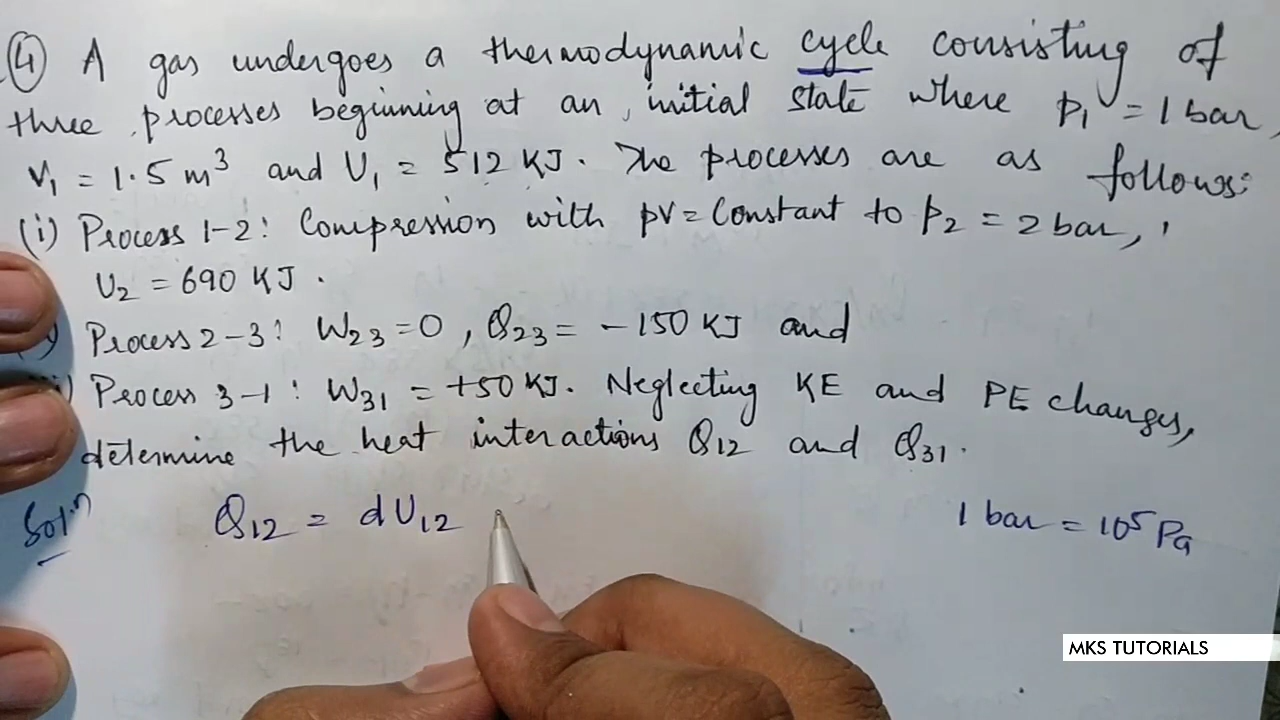 ④ A gas undergoes a thermodynamic cycle consisting of
three processes beginning at an initial state where P₁ = 1 bar,
V₁ = 1.5 m³ and U₁ = 512 KJ. The processes are as follows:
(i) Process 1-2: Compression with PV = Constant to P₂ = 2 bar,
U₂ = 690 KJ.
Process 2-3: W₂₃ = 0, Q₂₃ = -150 KJ and
Process 3-1: W₃₁ = +50 KJ. Neglecting KE and PE changes,
determine the heat interactions Q₁₂ and Q₃₁.
Solⁿ Q₁₂ = dU₁₂ 1 bar = 10⁵ Pa
MKS TUTORIALS